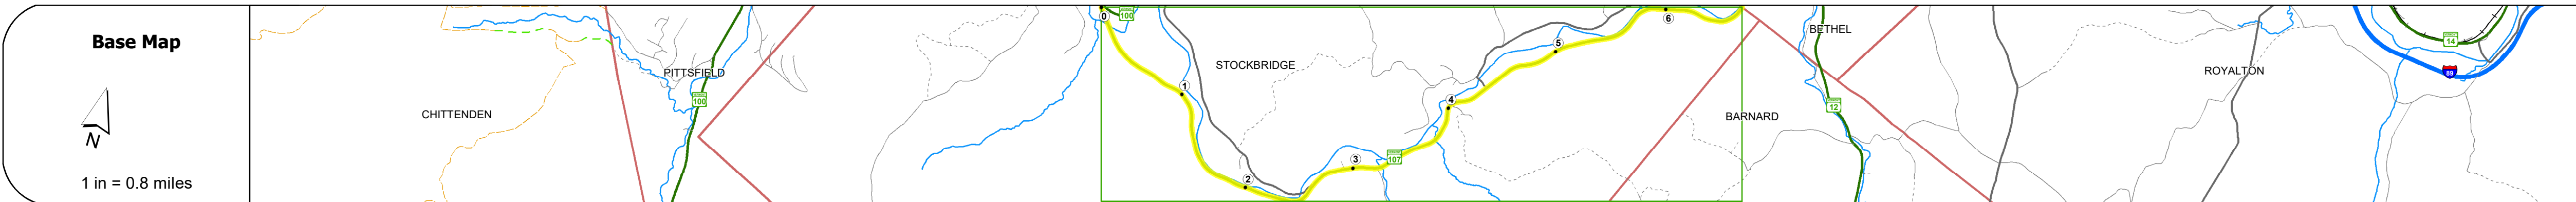 Base Map
N
1 in = 0.8 miles
CHITTENDEN
PITTSFIELD
100
0
100
1
2
STOCKBRIDGE
3
107
4
5
6
BARNARD
BETHEL
12
ROYALTON
14
89